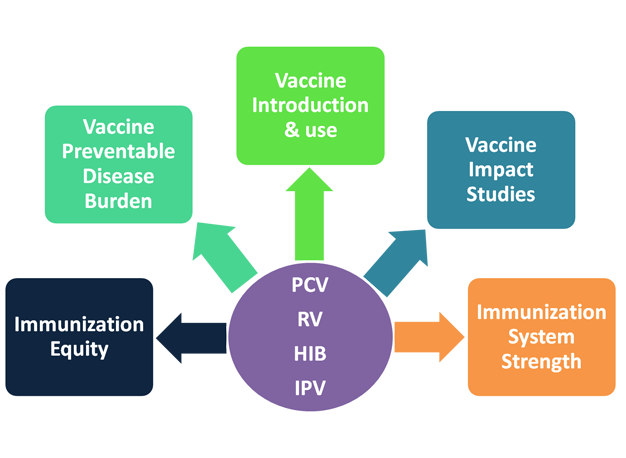 Vaccine
Introduction
& use
Vaccine
Preventable
Disease
Burden
Vaccine
Impact
Studies
Immunization
Equity
PCV
RV
HIB
IPV
Immunization
System
Strength